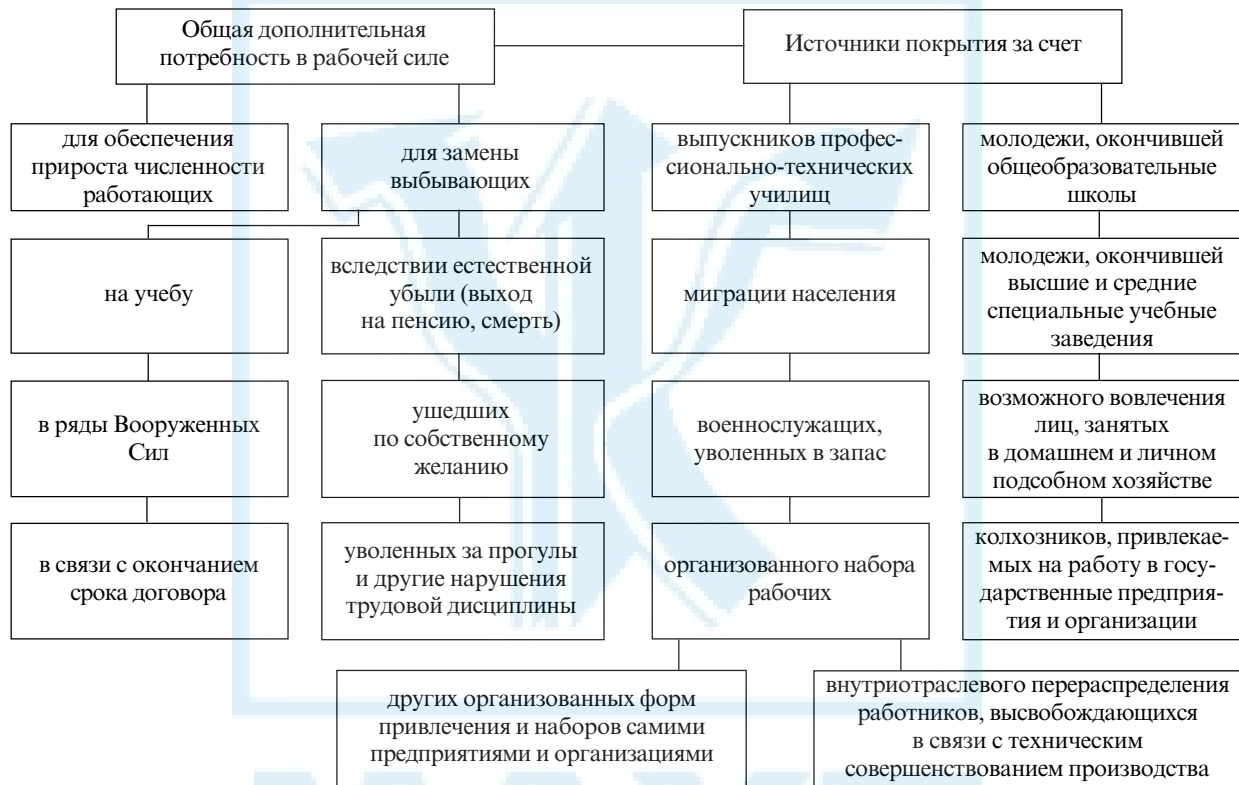 Общая дополнительная
потребность в рабочей силе
Источники покрытия за счет
для обеспечения
прироста численности
работающих
для замены
выбывающих
выпускников профес-
сионально-технических
училищ
молодежи, окончившей
общеобразовательные
школы
на учебу
вследствии естественной
убыли (выход
на пенсию, смерть)
миграции населения
молодежи, окончившей
высшие и средние
специальные учебные
заведения
в ряды Вооруженных
Сил
ушедших
по собственному
желанию
военнослужащих,
уволенных в запас
возможного вовлечения
лиц, занятых
в домашнем и личном
подсобном хозяйстве
в связи с окончанием
срока договора
уволенных за прогулы
и другие нарушения
трудовой дисциплины
организованного набора
рабочих
колхозников, привлекае-
мых на работу в госу-
дарственные предприя-
тия и организации
других организованных форм
привлечения и наборов самими
предприятиями и организациями
внутриотраслевого перераспределения
работников, высвобождающихся
в связи с техническим
совершенствованием производства